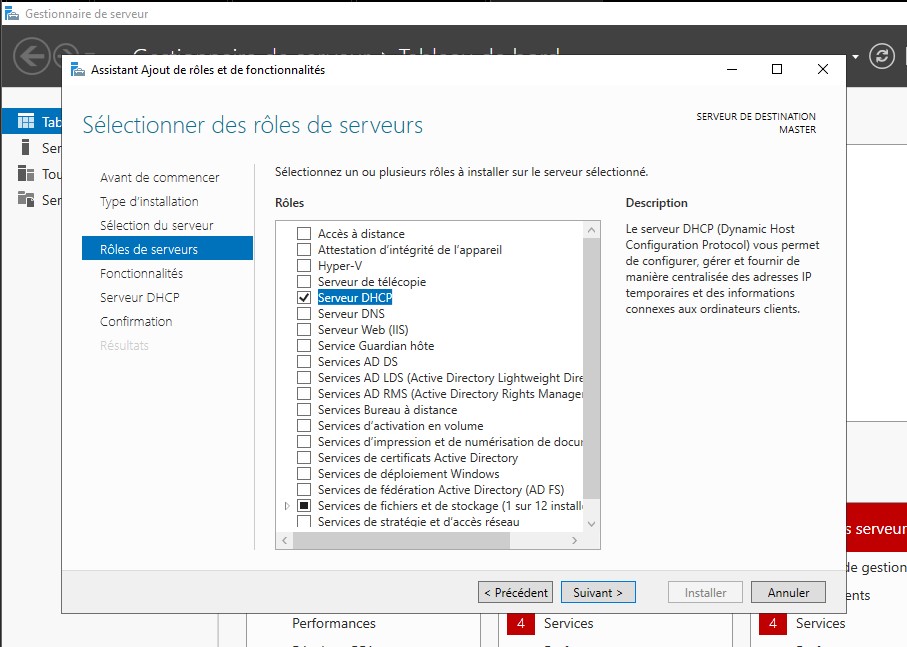 Gestionnaire de serveur
Assistant Ajout de rôles et de fonctionnalités
Sélectionner des rôles de serveurs
SERVEUR DE DESTINATION
MASTER
Avant de commencer
Type d'installation
Sélection du serveur
Rôles de serveurs
Fonctionnalités
Serveur DHCP
Confirmation
Résultats
Sélectionnez un ou plusieurs rôles à installer sur le serveur sélectionné.
Rôles
Accès à distance
Attestation d'intégrité de l'appareil
Hyper-V
Serveur de télécopie
Serveur DHCP
Serveur DNS
Serveur Web (IIS)
Service Guardian hôte
Services AD DS
Services AD LDS (Active Directory Lightweight Dire
Services AD RMS (Active Directory Rights Manage
Services Bureau à distance
Services d'activation en volume
Services d'impression et de numérisation de docu
Services de certificats Active Directory
Services de déploiement Windows
Services de fédération Active Directory (AD FS)
Services de fichiers et de stockage (1 sur 12 install
Services de stratégie et d'accès réseau
Description
Le serveur DHCP (Dynamic Host
Configuration Protocol) vous permet
de configurer, gérer et fournir de
manière centralisée des adresses IP
temporaires et des informations
connexes aux ordinateurs clients.
< Précédent
Suivant >
Installer
Annuler
Tab
Ser
Tou
Ser
s serveur
de gestion
ents
Performances
4 Services
4 Services